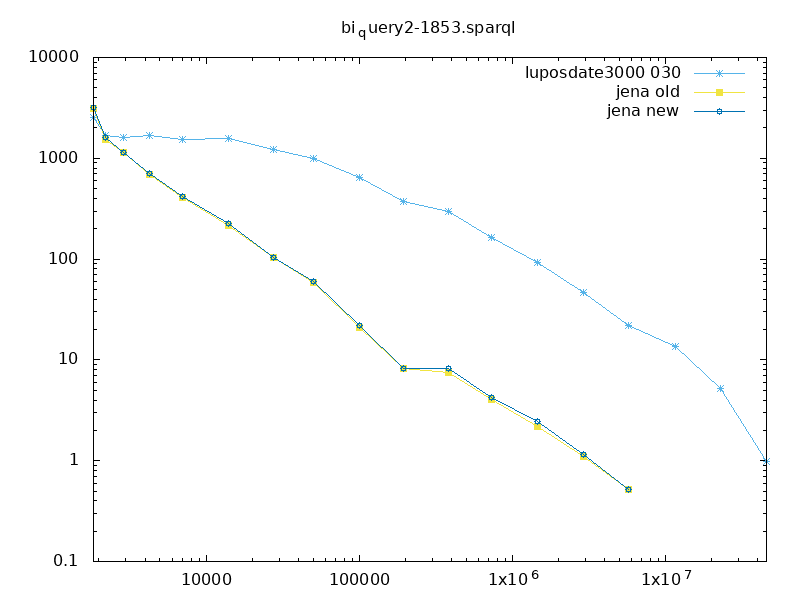 bi_query2-1853.sparql
luposdate3000 030
jena old
jena new
10000
1000
100
10
1
0.1
10000 100000 1x10^6 1x10^7